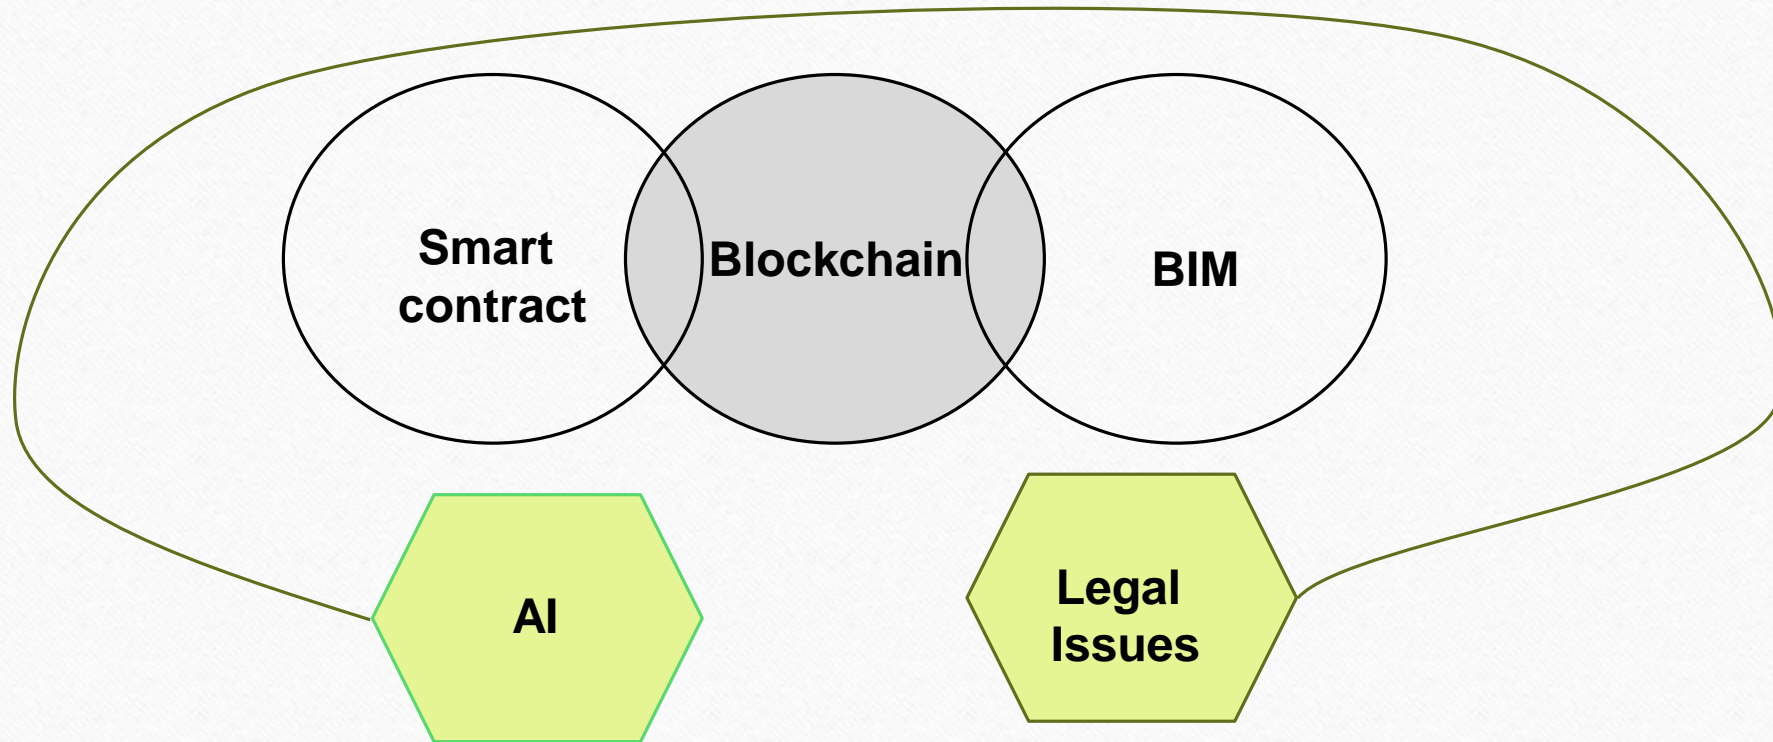 Smart
contract
Blockchain
BIM
AI
Legal
Issues